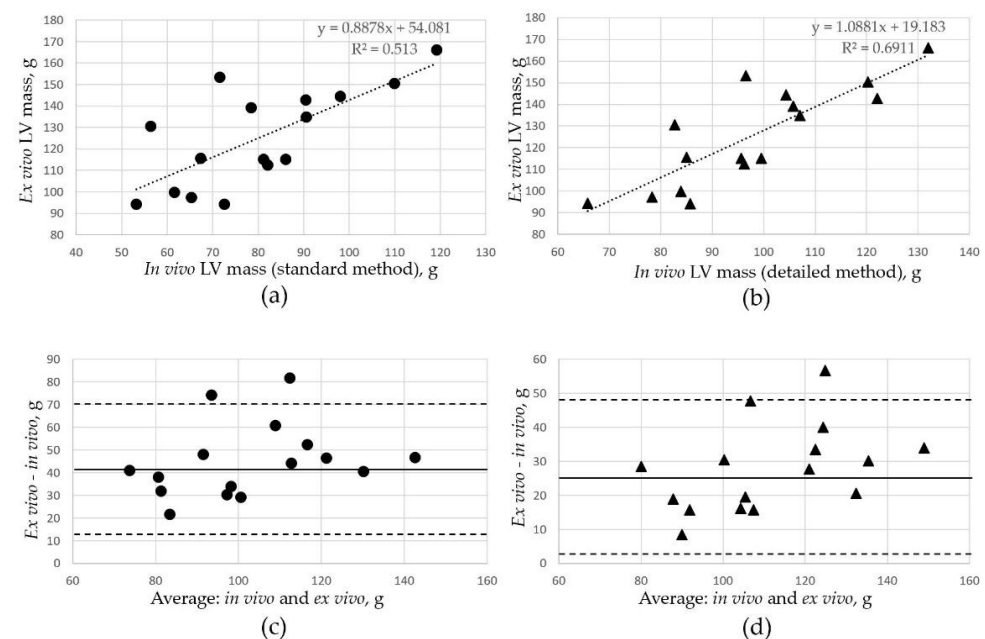 y = 0.8878x + 54.081
R² = 0.513
180
170
160
150
140
130
120
110
100
90
80
Ex vivo LV mass, g
40 50 60 70 80 90 100 110 120 130
In vivo LV mass (standard method), g
(a)
y = 1.0881x + 19.183
R² = 0.6911
180
170
160
150
140
130
120
110
100
90
80
Ex vivo LV mass, g
60 70 80 90 100 110 120 130 140
In vivo LV mass (detailed method), g
(b)
90
80
70
60
50
40
30
20
10
0
Ex vivo - in vivo, g
60 80 100 120 140 160
Average: in vivo and ex vivo, g
(c)
60
50
40
30
20
10
0
Ex vivo - in vivo, g
60 80 100 120 140 160
Average: in vivo and ex vivo, g
(d)